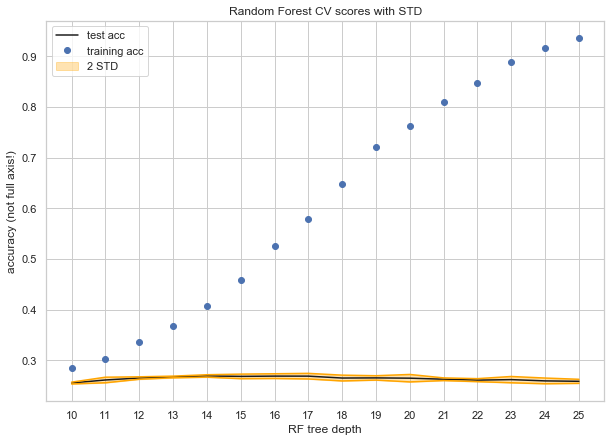 Random Forest CV scores with STD
test acc
training acc
2 STD
accuracy (not full axis!)
0.9
0.8
0.7
0.6
0.5
0.4
0.3
10 11 12 13 14 15 16 17 18 19 20 21 22 23 24 25
RF tree depth